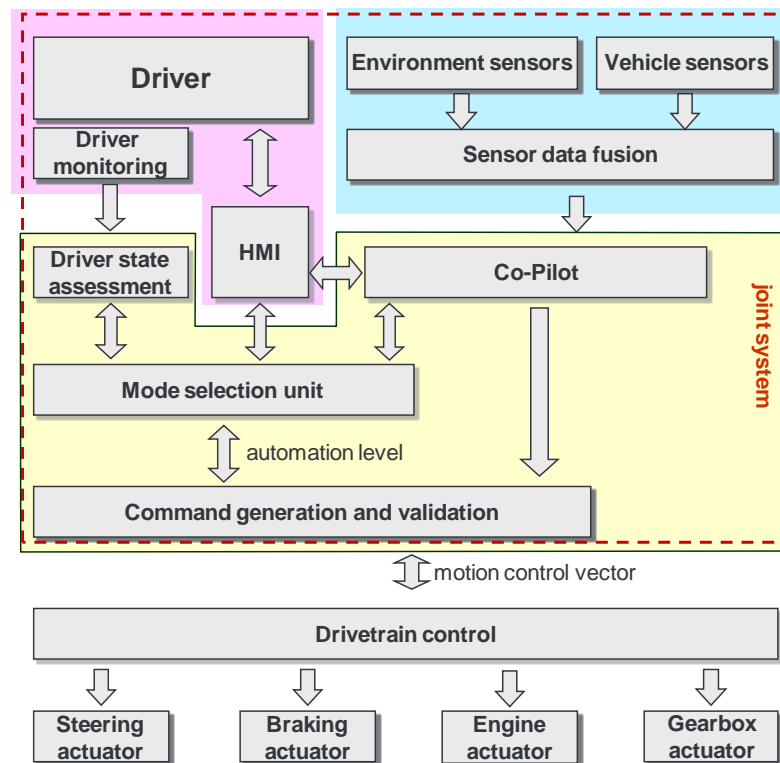 Driver
Environment sensors
Vehicle sensors
Driver
monitoring
Sensor data fusion
HMI
Driver state
assessment
Co-Pilot
joint system
Mode selection unit
automation level
Command generation and validation
motion control vector
Drivetrain control
Steering
actuator
Braking
actuator
Engine
actuator
Gearbox
actuator